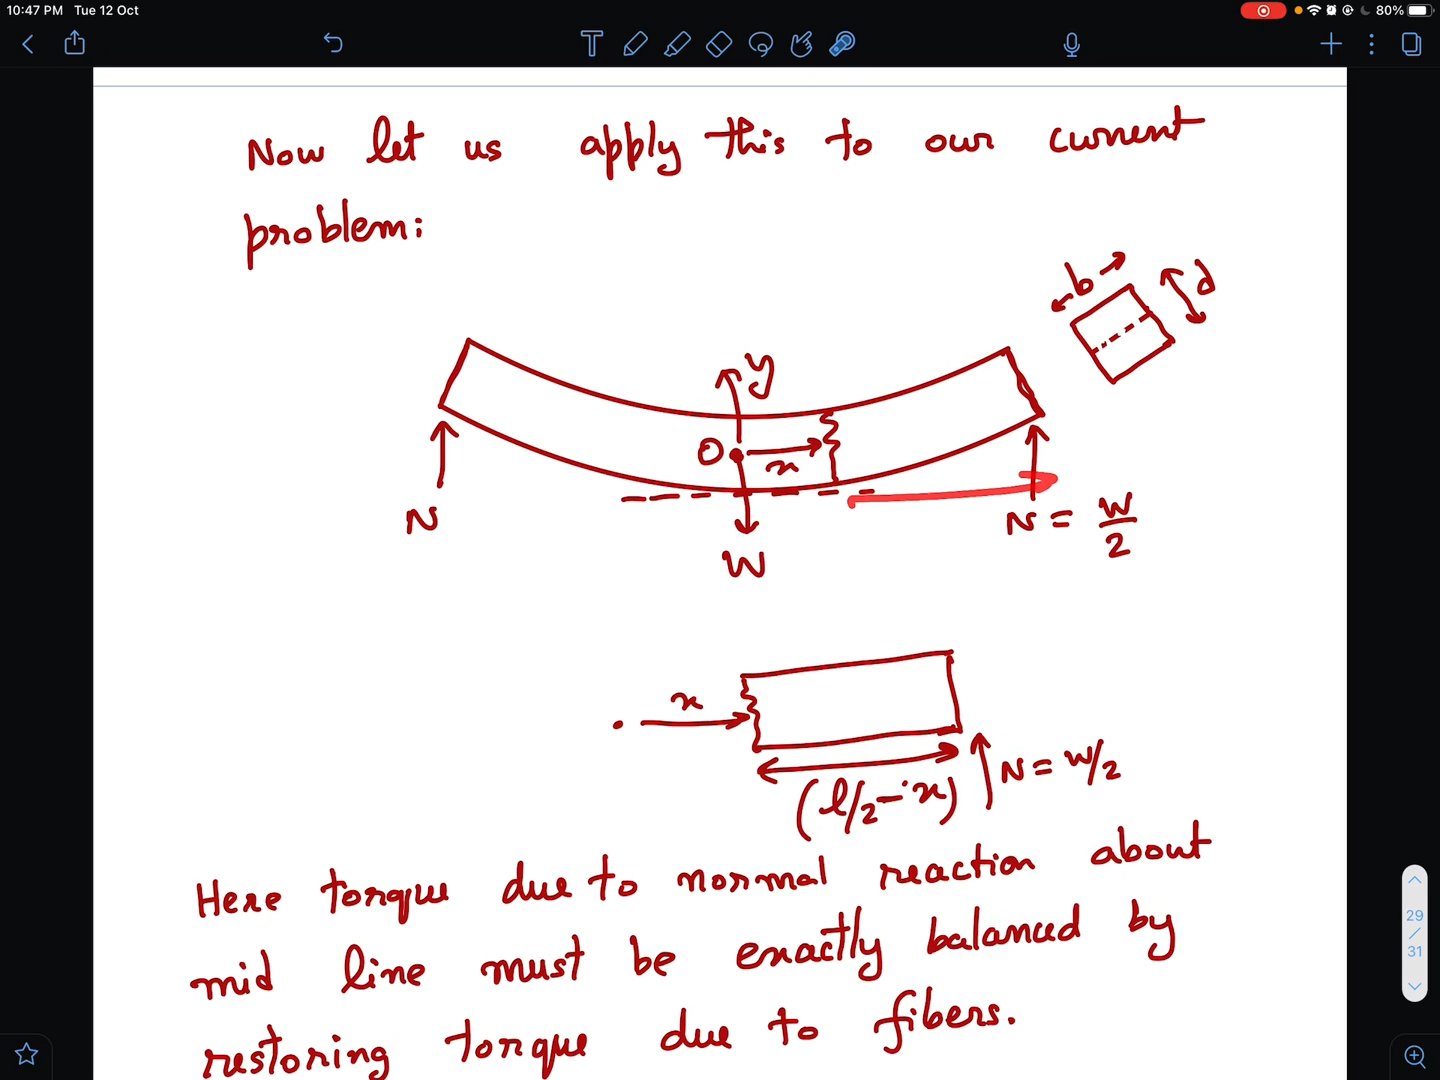 10:47 PM Tue 12 Oct
80%
Now let us apply this to our current
problem:
b
d
y
O
x
N
W
N = W/2
x
(l/2 - x)
N = W/2
29
/
31
Here torque due to normal reaction about
mid line must be exactly balanced by
restoring torque due to fibers.